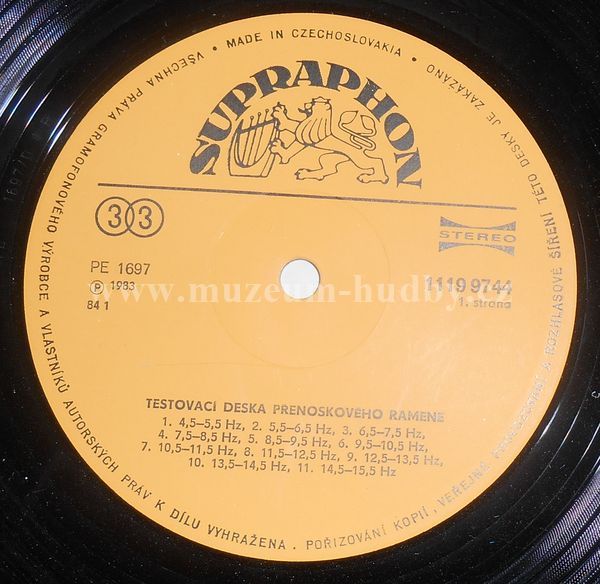 VŠECHNA PRÁVA GRAMOFONOVÉHO VÝROBCE A VLASTNÍKŮ AUTORSKÝCH PRÁV K DÍLU VYHRAŽENA. POŘIZOVÁNÍ KOPIÍ, VEŘEJNÁ A ROZHLASOVÉ ŠÍŘENÍ TÉTO DESKY JE ZAKÁZÁNO • MADE IN CZECHOSLOVAKIA •
SUPRAPHON
33
STEREO
PE 1697
1119 9744
℗ 1983
1. strana
84 1
www.muzeum-hudby.cz
TESTOVACÍ DESKA PŘENOSKOVÉHO RAMENE
1. 4,5–5,5 Hz, 2. 5,5–6,5 Hz, 3. 6,5–7,5 Hz,
4. 7,5–8,5 Hz, 5. 8,5–9,5 Hz, 6. 9,5–10,5 Hz,
7. 10,5–11,5 Hz, 8. 11,5–12,5 Hz, 9. 12,5–13,5 Hz,
10. 13,5–14,5 Hz, 11. 14,5–15,5 Hz